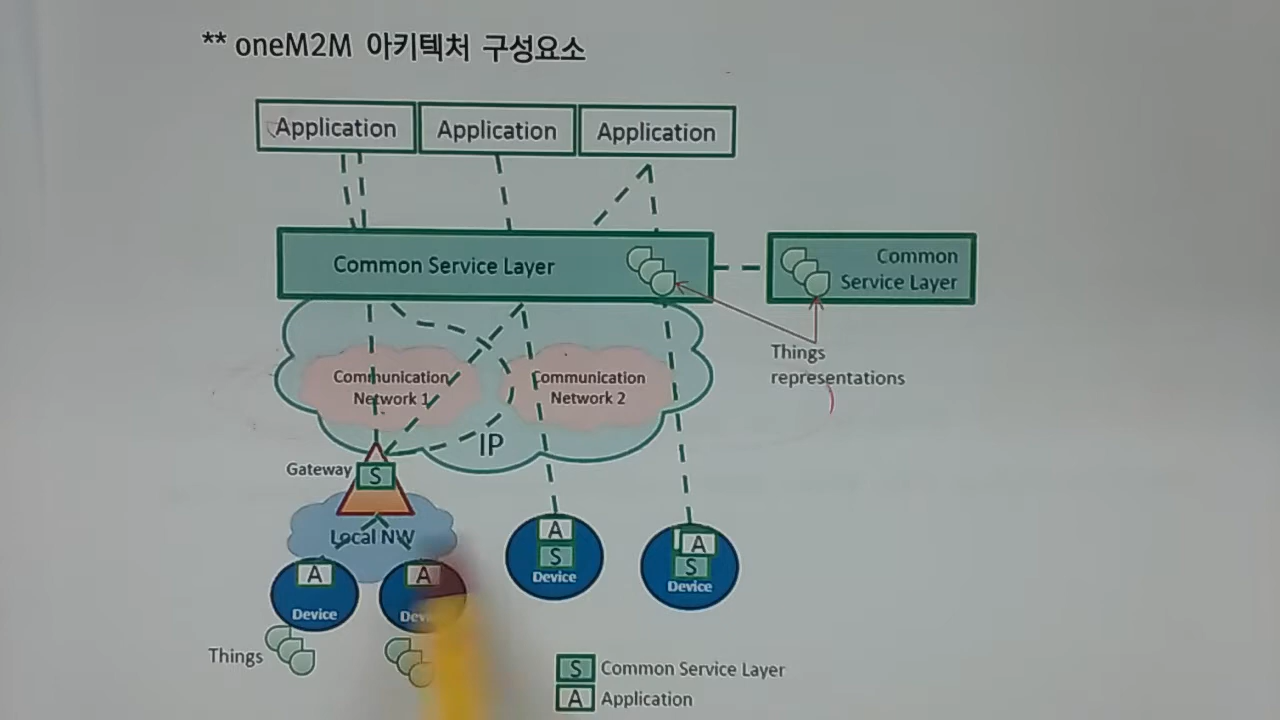 ** oneM2M 아키텍처 구성요소
Application
Application
Application
Common Service Layer
Common
Service Layer
Things
representations
Communication
Network 1
Communication
Network 2
IP
Gateway
S
Local NW
A
Device
A
A
S
Device
A
S
Device
Things
S Common Service Layer
A Application